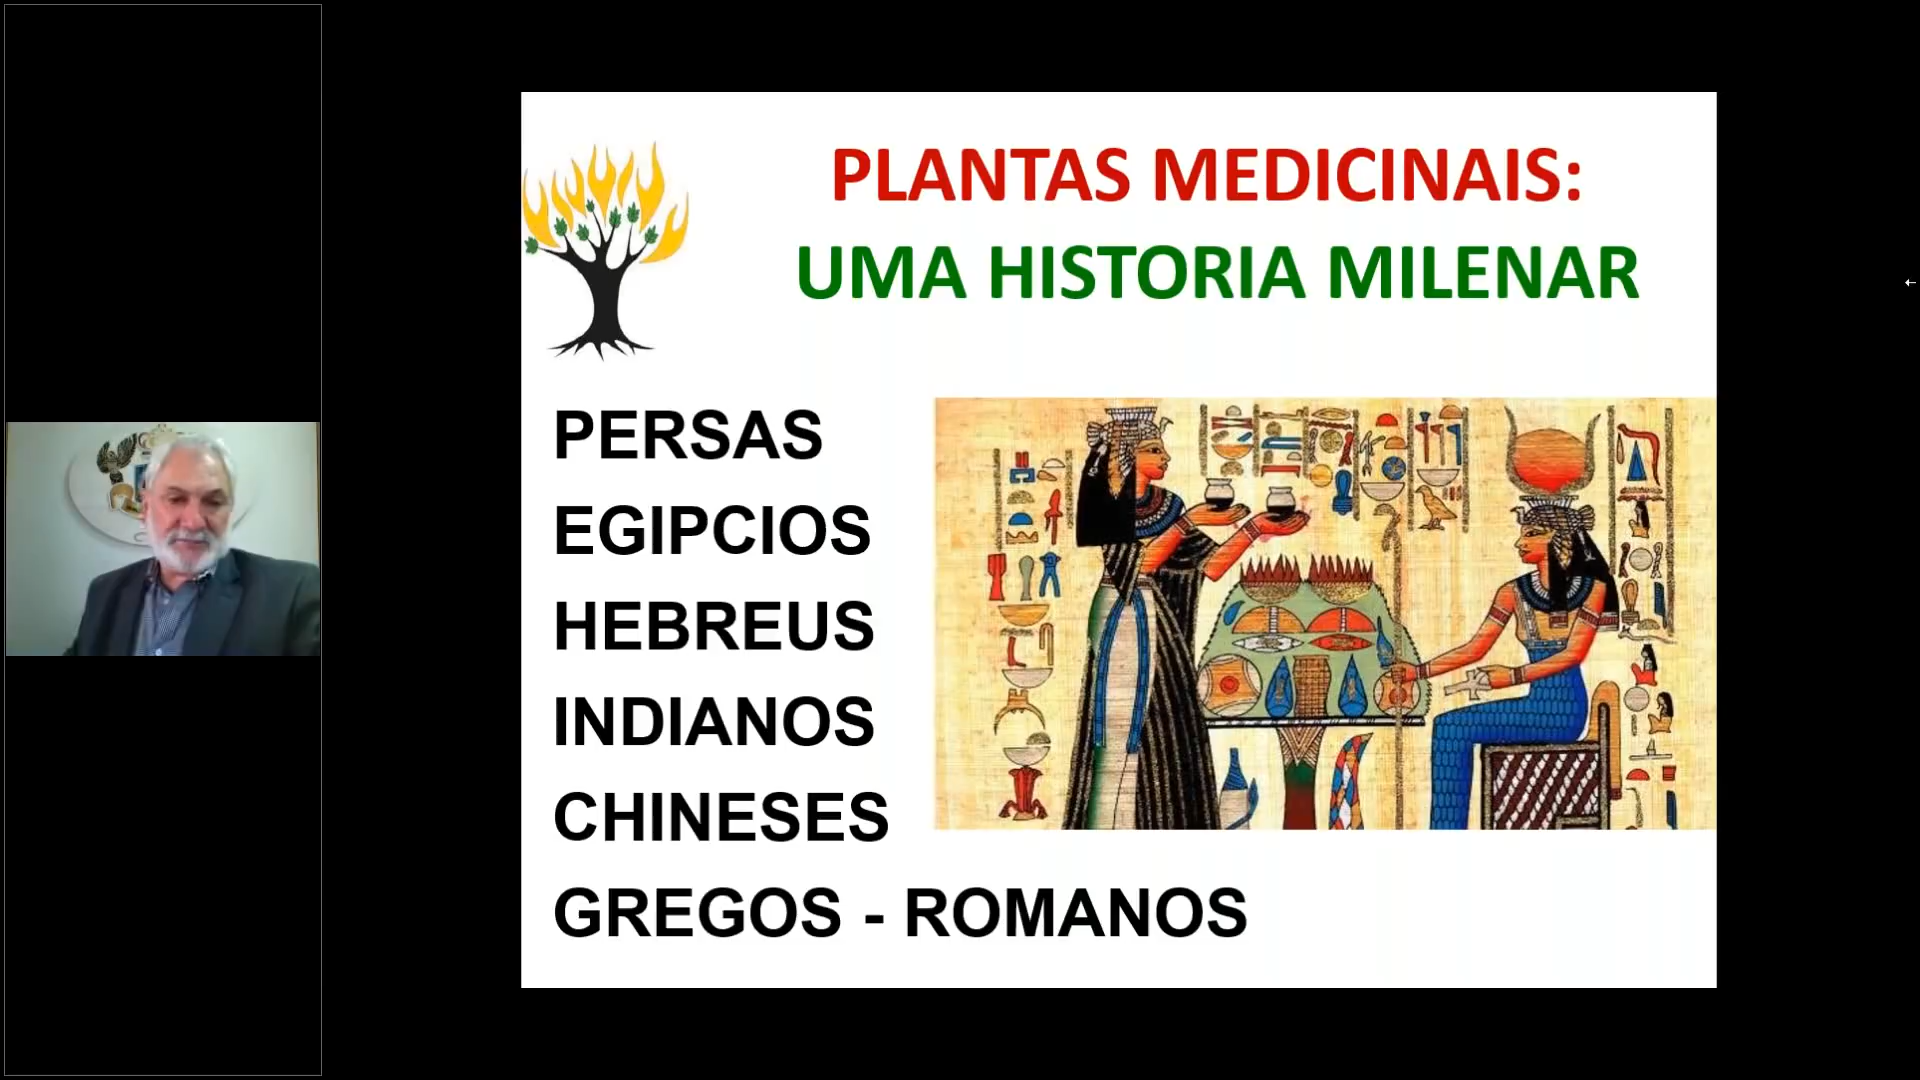 PLANTAS MEDICINAIS:
UMA HISTORIA MILENAR
PERSAS
EGIPCIOS
HEBREUS
INDIANOS
CHINESES
GREGOS - ROMANOS